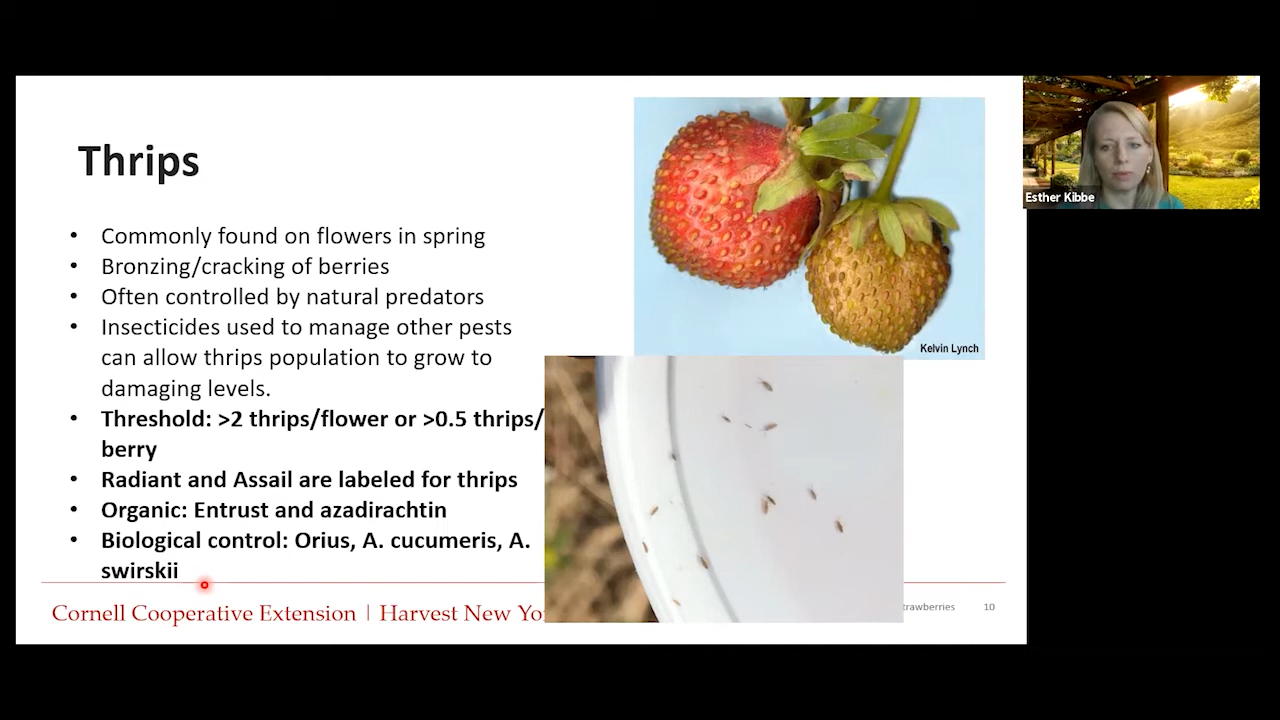 Thrips
• Commonly found on flowers in spring
• Bronzing/cracking of berries
• Often controlled by natural predators
• Insecticides used to manage other pests
can allow thrips population to grow to
damaging levels.
• Threshold: >2 thrips/flower or >0.5 thrips/
berry
• Radiant and Assail are labeled for thrips
• Organic: Entrust and azadirachtin
• Biological control: Orius, A. cucumeris, A.
swirskii
Kelvin Lynch
Esther Kibbe
Cornell Cooperative Extension | Harvest New Yo
trawberries 10